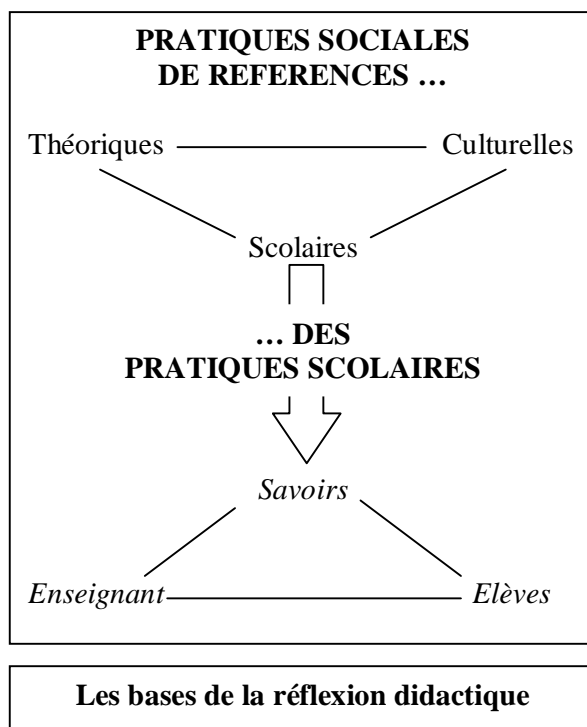 PRATIQUES SOCIALES
DE REFERENCES …
Théoriques Culturelles
Scolaires
… DES
PRATIQUES SCOLAIRES
Savoirs
Enseignant Elèves
Les bases de la réflexion didactique